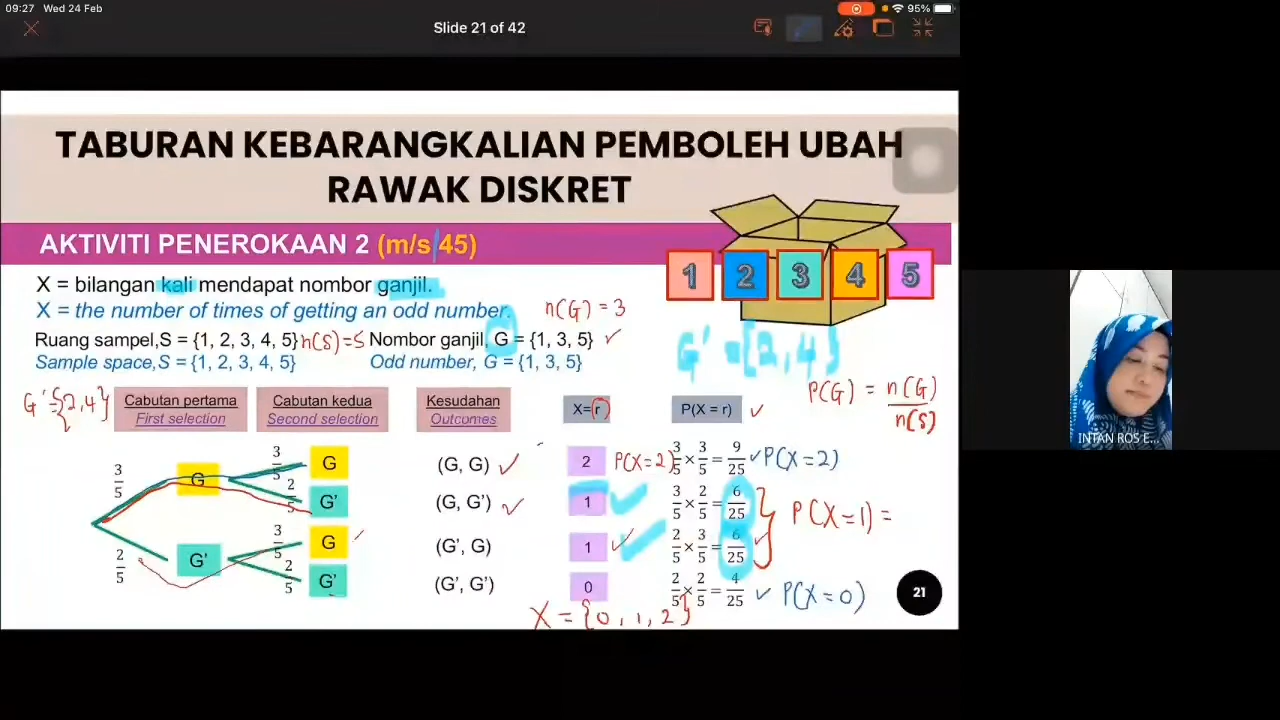 09:27 Wed 24 Feb
95%
Slide 21 of 42
TABURAN KEBARANGKALIAN PEMBOLEH UBAH
RAWAK DISKRET
AKTIVITI PENEROKAAN 2 (m/s 45)
1 2 3 4 5
X = bilangan kali mendapat nombor ganjil.
X = the number of times of getting an odd number.
n(G) = 3
Ruang sampel,S = {1, 2, 3, 4, 5} n(S)=5 Nombor ganjil, G = {1, 3, 5} ✓
Sample space,S = {1, 2, 3, 4, 5} Odd number, G = {1, 3, 5}
G' = {2,4}
G' = {2,4}
P(G) = n(G)/n(S)
Cabutan pertama Cabutan kedua Kesudahan X= r P(X = r) ✓
First selection Second selection Outcomes
3/5 G 3/5 G (G, G) ✓ 2 P(X=2) 3/5 × 3/5 = 9/25 ✓ P(X=2)
2/5 G' (G, G') ✓ 1 ✓ 3/5 × 2/5 = 6/25
P(X=1) =
2/5 G' 3/5 G (G', G) 1 ✓ 2/5 × 3/5 = 6/25 ✓
2/5 G' (G', G') 0 2/5 × 2/5 = 4/25 ✓ P(X=0)
X = {0, 1, 2}
21
INTAN ROS E...